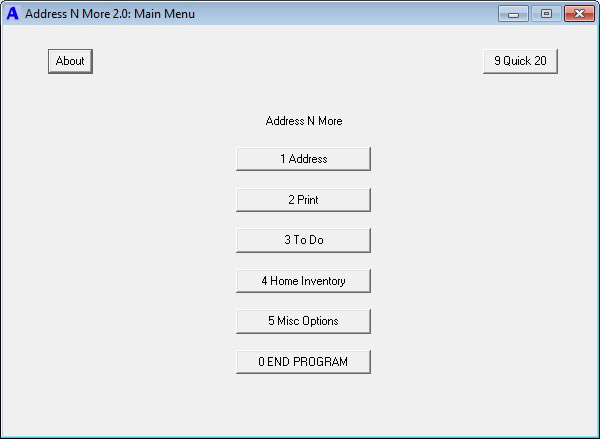 A Address N More 2.0: Main Menu
About
9 Quick 20
Address N More
1 Address
2 Print
3 To Do
4 Home Inventory
5 Misc Options
0 END PROGRAM